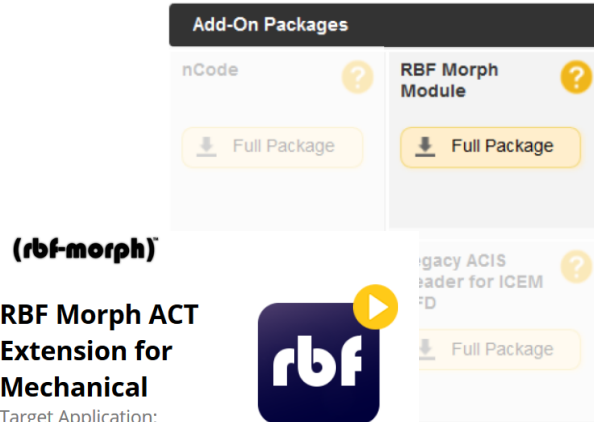 Add-On Packages
nCode
?
RBF Morph
Module
?
Full Package
Full Package
(rbf-morph)™
RBF Morph ACT
Extension for
Mechanical
Target Application:
rbf
egacy ACIS
eader for ICEM
FD
?
Full Package